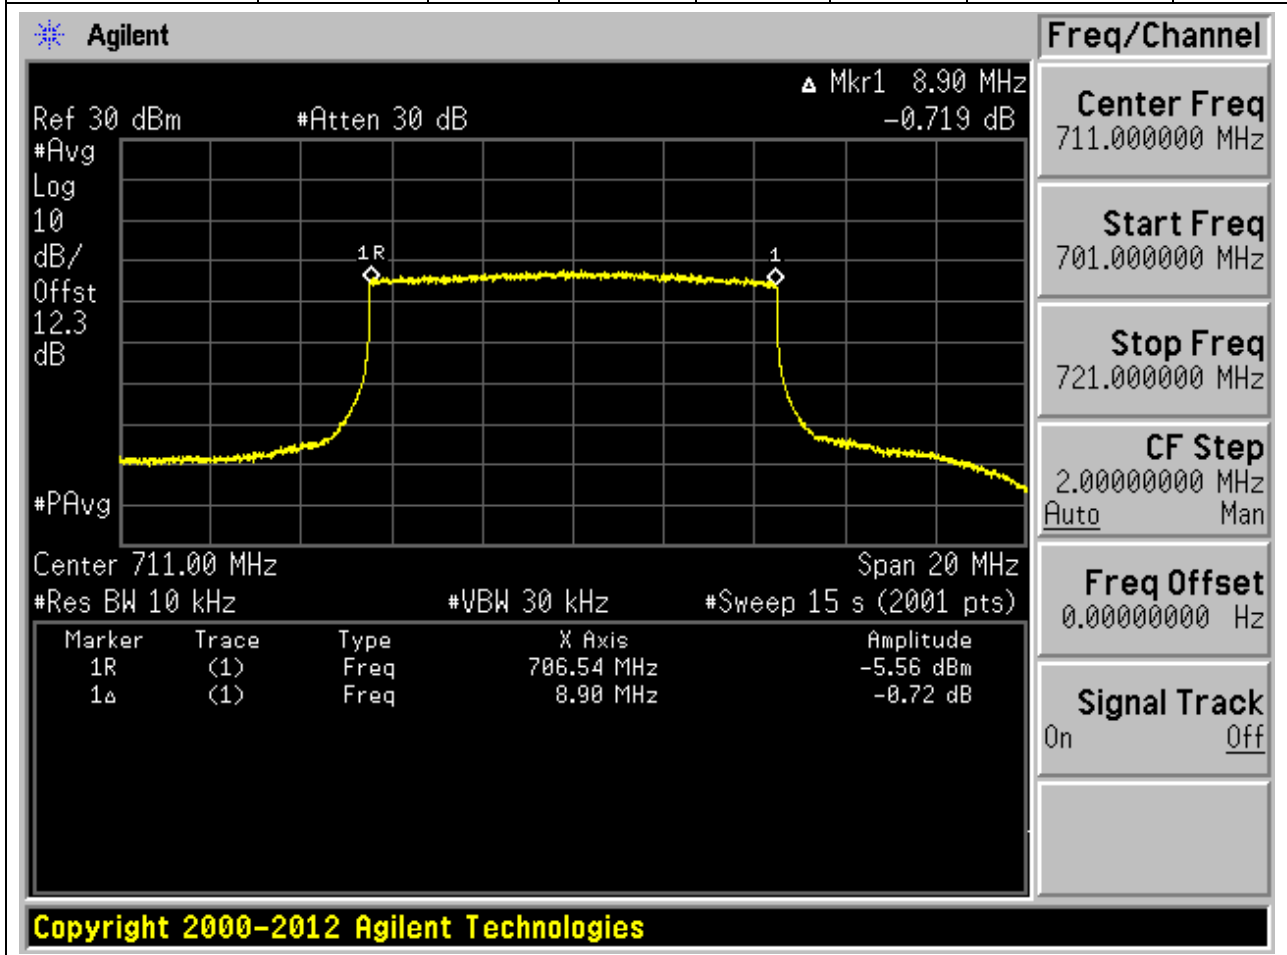 Agilent
Freq/Channel
Δ Mkr1 8.90 MHz
Ref 30 dBm #Atten 30 dB -0.719 dB
#Avg
Log
10
dB/
Offst
12.3
dB
1R
1
#PAvg
Center 711.00 MHz Span 20 MHz
#Res BW 10 kHz #VBW 30 kHz #Sweep 15 s (2001 pts)
Marker Trace Type X Axis Amplitude
1R (1) Freq 706.54 MHz -5.56 dBm
1Δ (1) Freq 8.90 MHz -0.72 dB
Center Freq
711.000000 MHz
Start Freq
701.000000 MHz
Stop Freq
721.000000 MHz
CF Step
2.00000000 MHz
Auto Man
Freq Offset
0.00000000 Hz
Signal Track
On Off
Copyright 2000-2012 Agilent Technologies